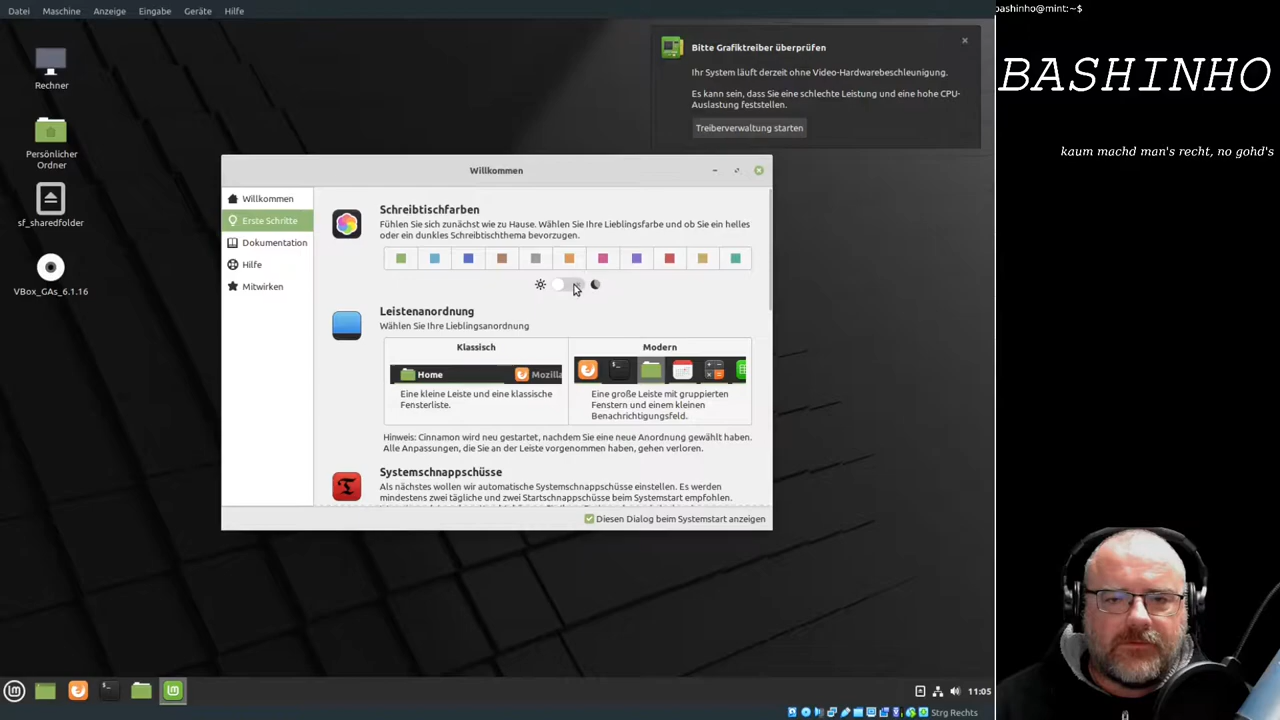 Datei Maschine Anzeige Eingabe Geräte Hilfe
bashinho@mint:~$
BASHINHO
kaum machd man's recht, no gohd's
Rechner
Persönlicher
Ordner
sf_sharedfolder
VBox_GAs_6.1.16
Bitte Grafiktreiber überprüfen
Ihr System läuft derzeit ohne Video-Hardwarebeschleunigung.
Es kann sein, dass Sie eine schlechte Leistung und eine hohe CPU-
Auslastung feststellen.
Treiberverwaltung starten
Willkommen
Willkommen
Erste Schritte
Dokumentation
Hilfe
Mitwirken
Schreibtischfarben
Fühlen Sie sich zunächst wie zu Hause. Wählen Sie Ihre Lieblingsfarbe und ob Sie ein helles
oder ein dunkles Schreibtischthema bevorzugen.
Leistenanordnung
Wählen Sie Ihre Lieblingsanordnung
Klassisch
Home Mozilla
Eine kleine Leiste und eine klassische
Fensterliste.
Modern
Eine große Leiste mit gruppierten
Fenstern und einem kleinen
Benachrichtigungsfeld.
Hinweis: Cinnamon wird neu gestartet, nachdem Sie eine neue Anordnung gewählt haben.
Alle Anpassungen, die Sie an der Leiste vorgenommen haben, gehen verloren.
Systemschnappschüsse
Als nächstes wollen wir automatische Systemschnappschüsse einstellen. Es werden
mindestens zwei tägliche und zwei Startschnappschüsse beim Systemstart empfohlen.
Diesen Dialog beim Systemstart anzeigen
11:05
Strg Rechts